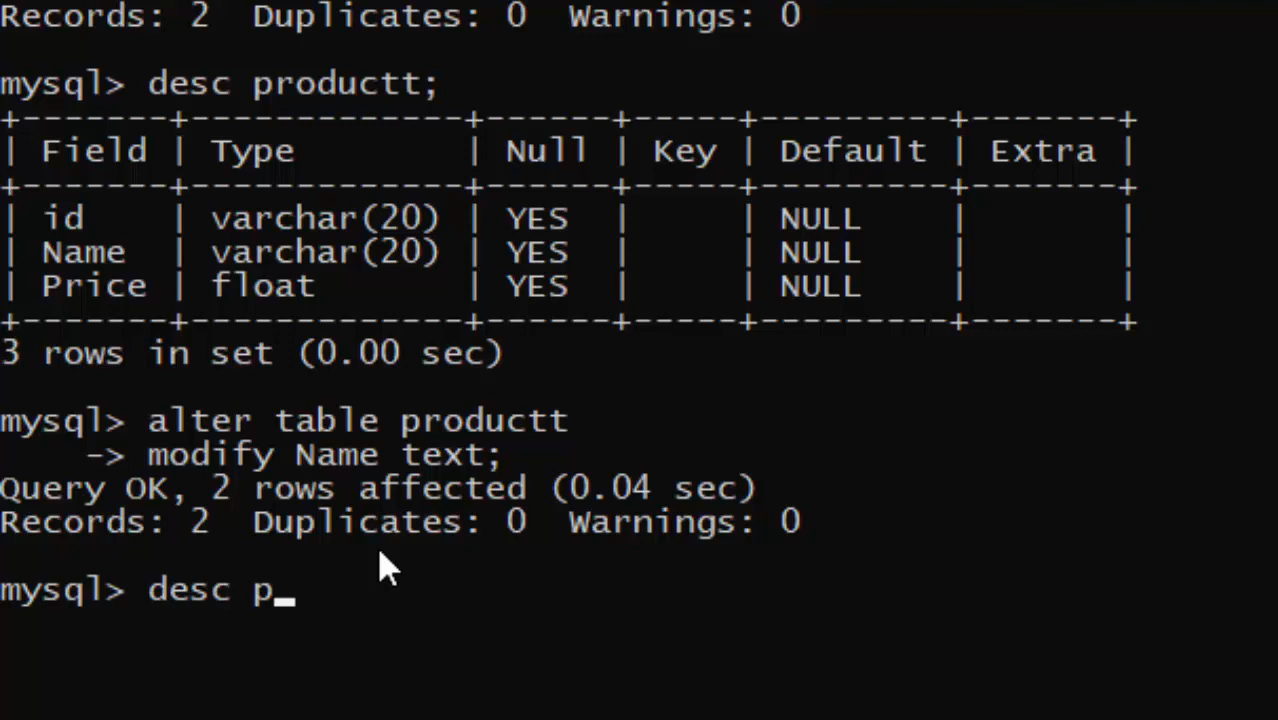 Records: 2  Duplicates: 0  Warnings: 0
mysql> desc productt;
+-------+-------------+------+-----+---------+-------+
| Field | Type        | Null | Key | Default | Extra |
+-------+-------------+------+-----+---------+-------+
| id    | varchar(20) | YES  |     | NULL    |       |
| Name  | varchar(20) | YES  |     | NULL    |       |
| Price | float       | YES  |     | NULL    |       |
+-------+-------------+------+-----+---------+-------+
3 rows in set (0.00 sec)
mysql> alter table productt
    -> modify Name text;
Query OK, 2 rows affected (0.04 sec)
Records: 2  Duplicates: 0  Warnings: 0
mysql> desc p